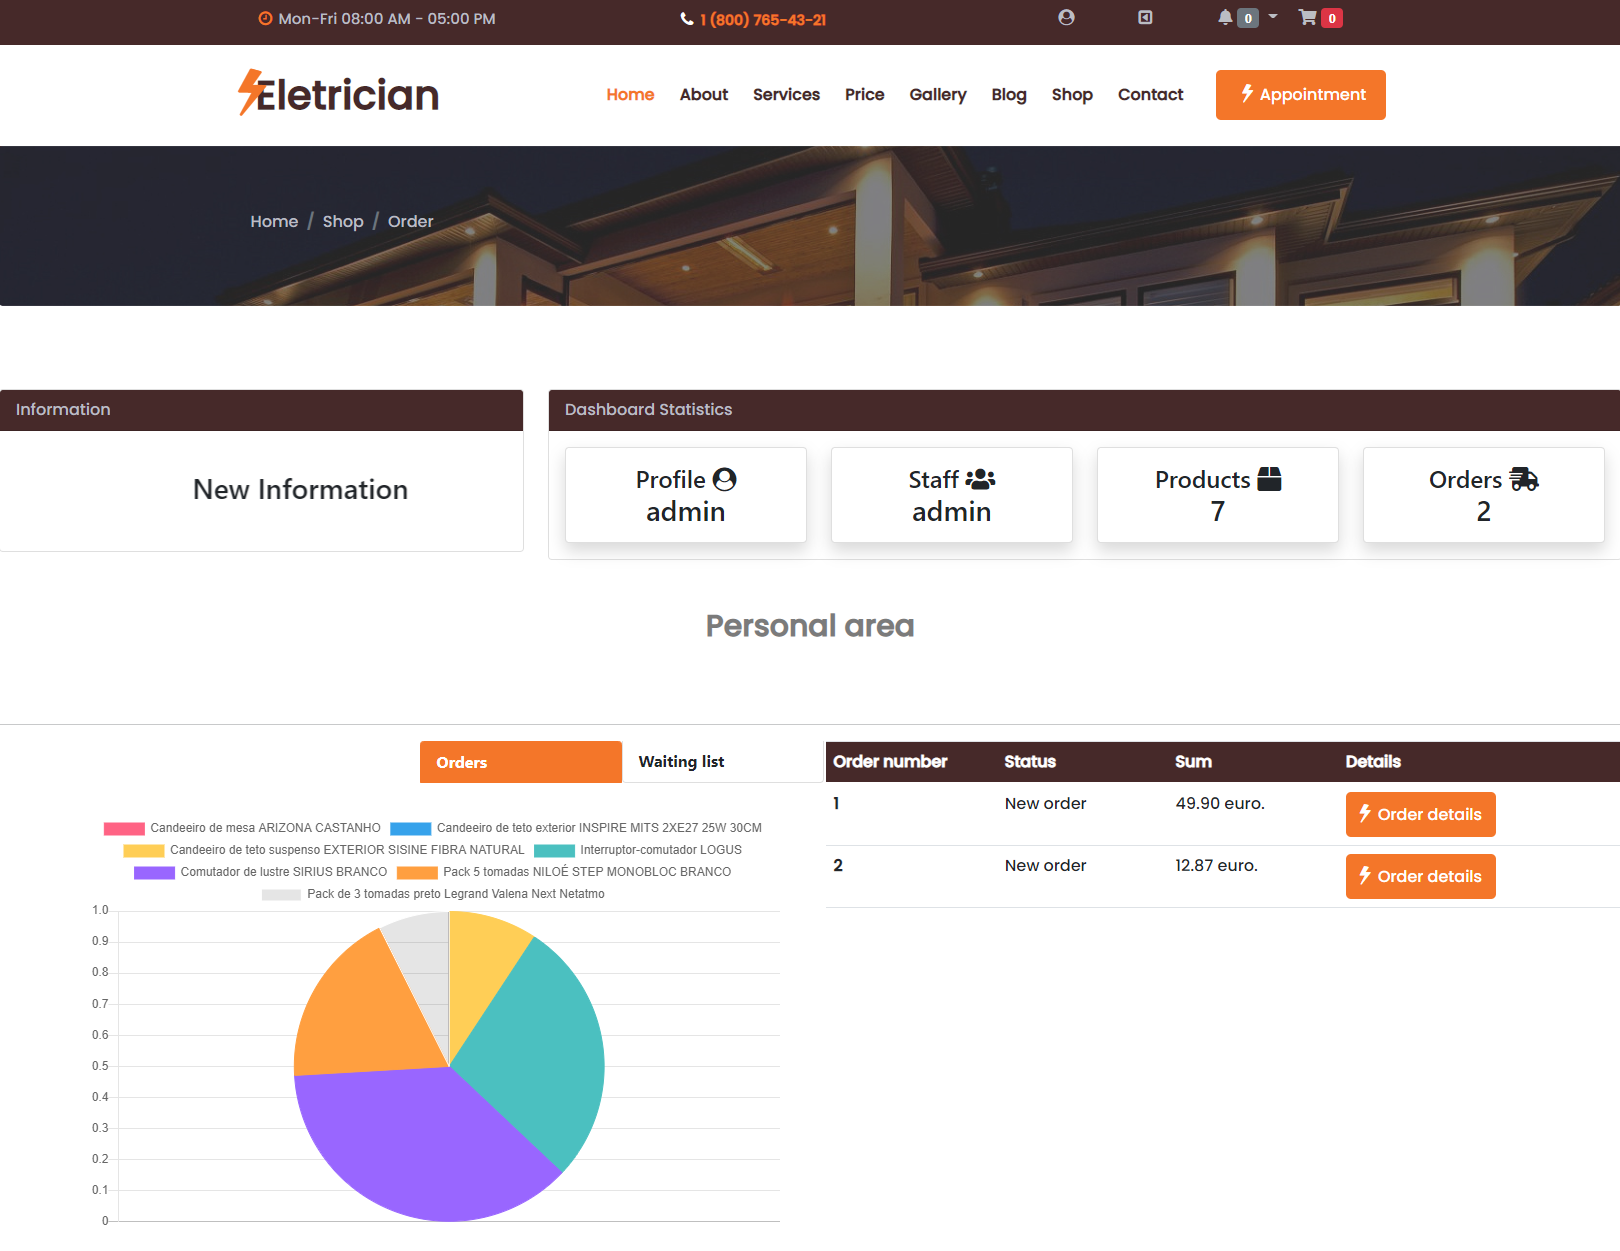 Mon-Fri 08:00 AM - 05:00 PM
1 (800) 765-43-21
0
0
Eletrician
Home About Services Price Gallery Blog Shop Contact
Appointment
Home / Shop / Order
Information
New Information
Dashboard Statistics
Profile
admin
Staff
admin
Products
7
Orders
2
Personal area
Orders
Waiting list
Candeeiro de mesa ARIZONA CASTANHO
Candeeiro de teto exterior INSPIRE MITS 2XE27 25W 30CM
Candeeiro de teto suspenso EXTERIOR SISINE FIBRA NATURAL
Interruptor-comutador LOGUS
Comutador de lustre SIRIUS BRANCO
Pack 5 tomadas NILOÉ STEP MONOBLOC BRANCO
Pack de 3 tomadas preto Legrand Valena Next Netatmo
1.0
0.9
0.8
0.7
0.6
0.5
0.4
0.3
0.2
0.1
0
Order number Status Sum Details
1 New order 49.90 euro. Order details
2 New order 12.87 euro. Order details